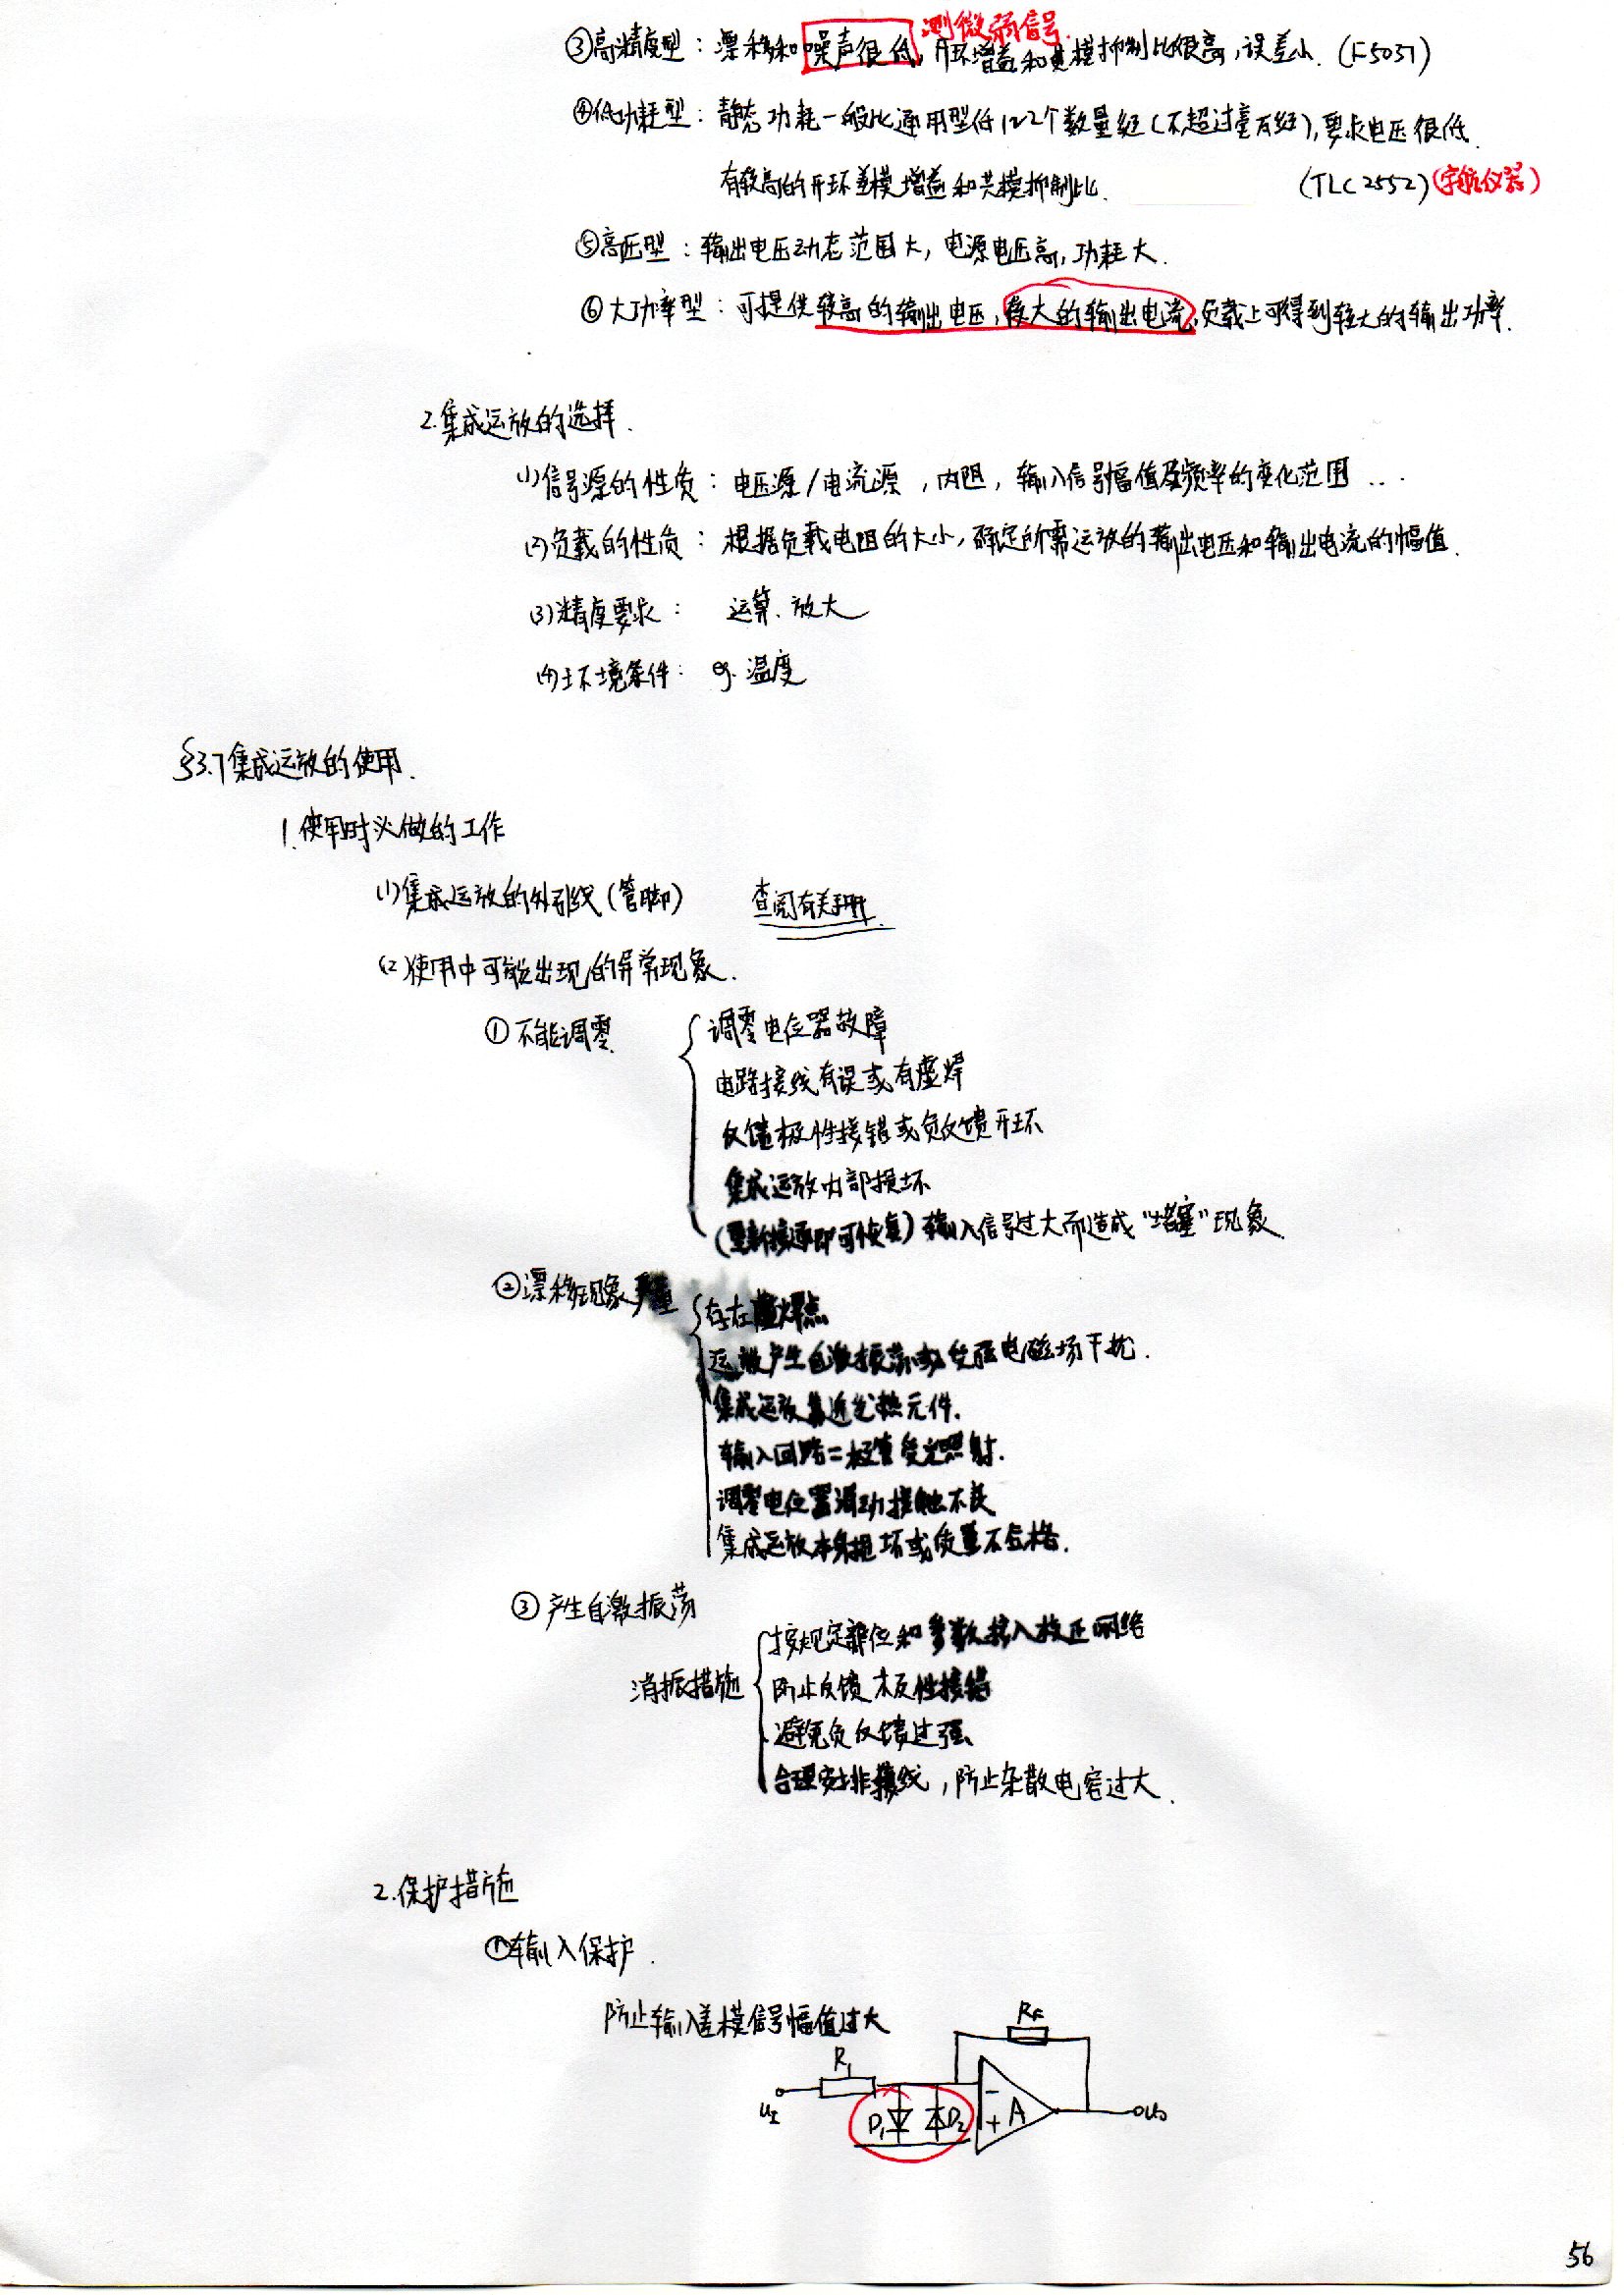 测微弱信号
③高精度型：漂移和噪声很低，开环增益和共模抑制比很高，误差小.（F5037）
④低功耗型：静态功耗一般比通用型低1~2个数量级（不超过毫瓦级），要求电压很低.
有较高的开环差模增益和共模抑制比.（TLC2552）（宇航仪器）
⑤高压型：输出电压动态范围大，电源电压高，功耗大.
⑥大功率型：可提供较高的输出电压，较大的输出电流，负载上可得到较大的输出功率.
2.集成运放的选择.
(1)信号源的性质：电压源/电流源，内阻，输入信号幅值及频率的变化范围...
(2)负载的性质：根据负载电阻的大小，确定所需运放的输出电压和输出电流的幅值.
(3)精度要求：运算、放大
(4)环境条件：eg.温度
§3.7集成运放的使用.
1.使用时必做的工作
(1)集成运放的外引线（管脚） 查阅有关手册.
(2)使用中可能出现的异常现象.
①不能调零.
调零电位器故障
电路接线有误或有虚焊
反馈极性接错或负反馈开环
集成运放内部损坏
（重新接通即可恢复）输入信号过大而造成“堵塞”现象.
②漂移现象严重
存在虚焊点
运放产生自激振荡或受强电磁场干扰.
集成运放靠近发热元件.
输入回路二极管受光照射.
调零电位器滑动接触不良
集成运放本身损坏或质量不合格.
③产生自激振荡
消振措施
按规定部位和参数接入校正网络
防止反馈极性接错
避免负反馈过强
合理安排接线，防止杂散电容过大.
2.保护措施
①输入保护.
防止输入差模信号幅值过大
RF
R1
uI
D1 D2
- + A
uo
56